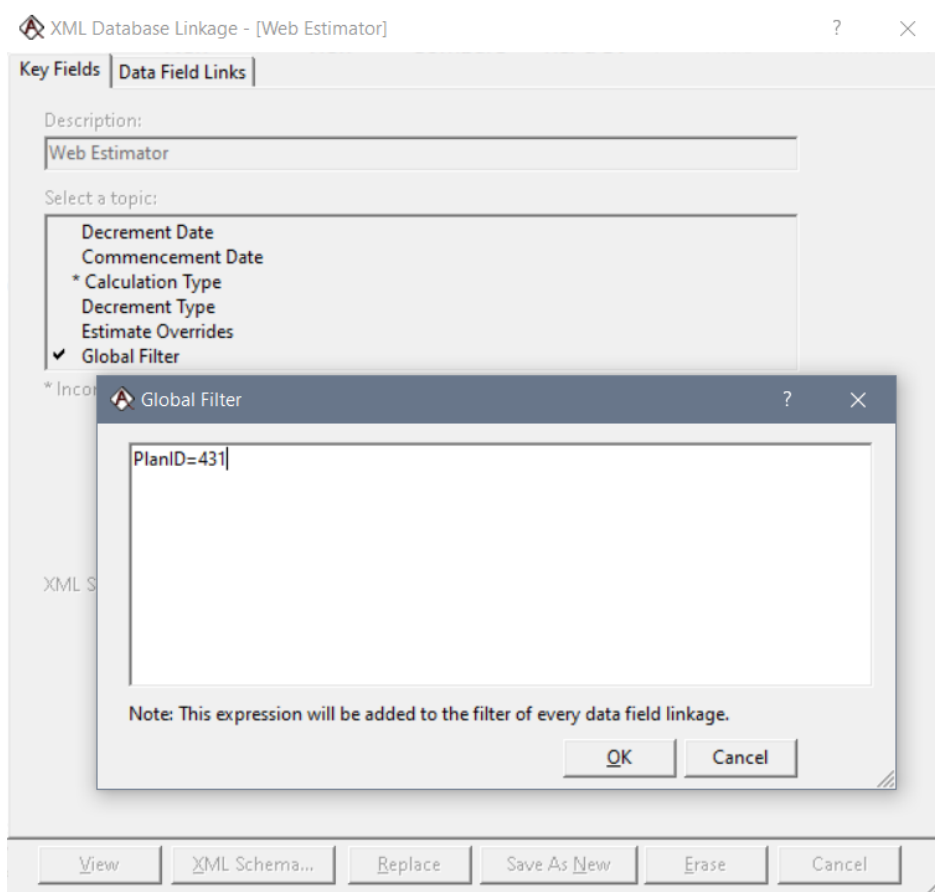 XML Database Linkage - [Web Estimator]
?
Key Fields
Data Field Links
Description:
Web Estimator
Select a topic:
Decrement Date
Commencement Date
* Calculation Type
Decrement Type
Estimate Overrides
✔ Global Filter
* Incor
Global Filter
?
PlanID=431
XML S
Note: This expression will be added to the filter of every data field linkage.
OK
Cancel
View
XML Schema...
Replace
Save As New
Erase
Cancel